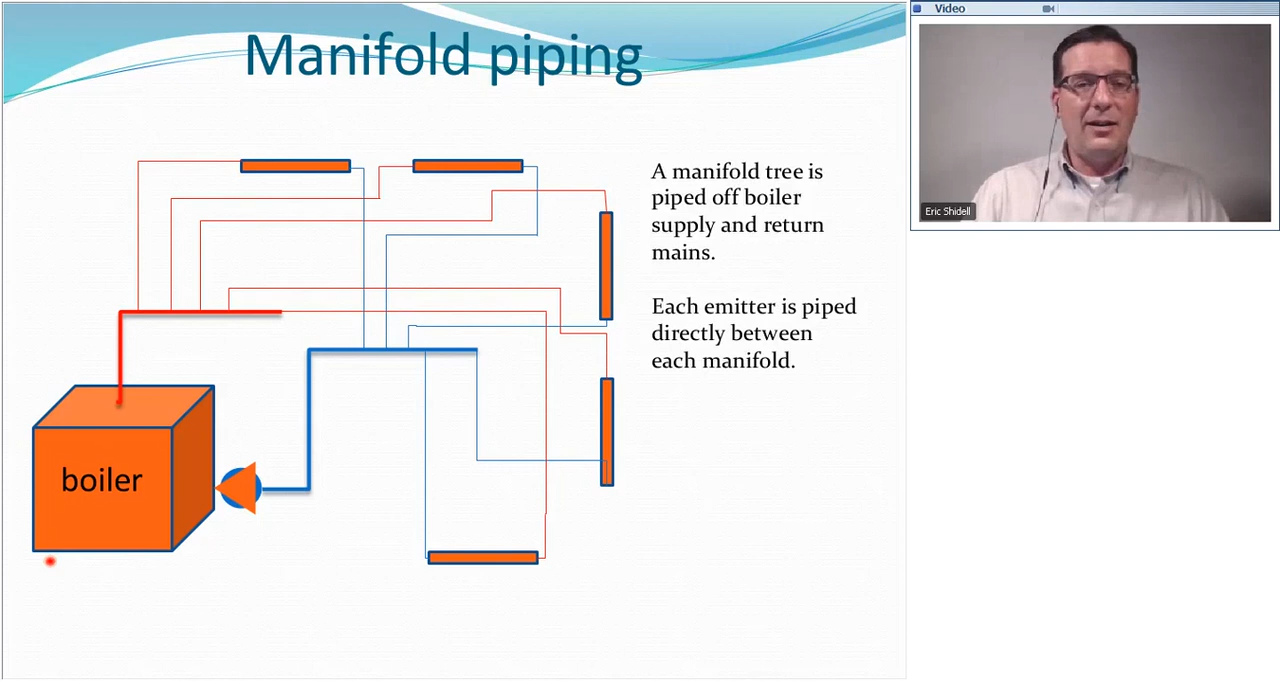 Manifold piping
A manifold tree is
piped off boiler
supply and return
mains.
Each emitter is piped
directly between
each manifold.
boiler
Video
Eric Shidell